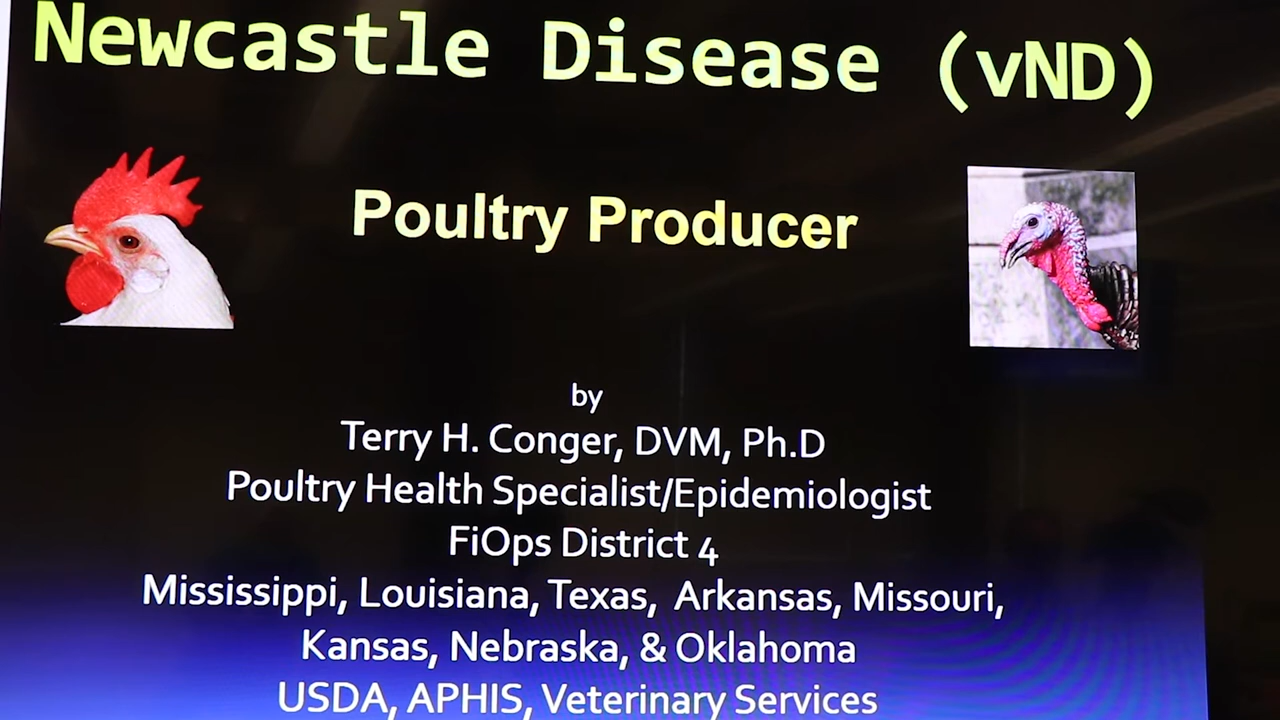 Newcastle Disease (vND)
Poultry Producer
by
Terry H. Conger, DVM, Ph.D
Poultry Health Specialist/Epidemiologist
FiOps District 4
Mississippi, Louisiana, Texas, Arkansas, Missouri,
Kansas, Nebraska, & Oklahoma
USDA, APHIS, Veterinary Services